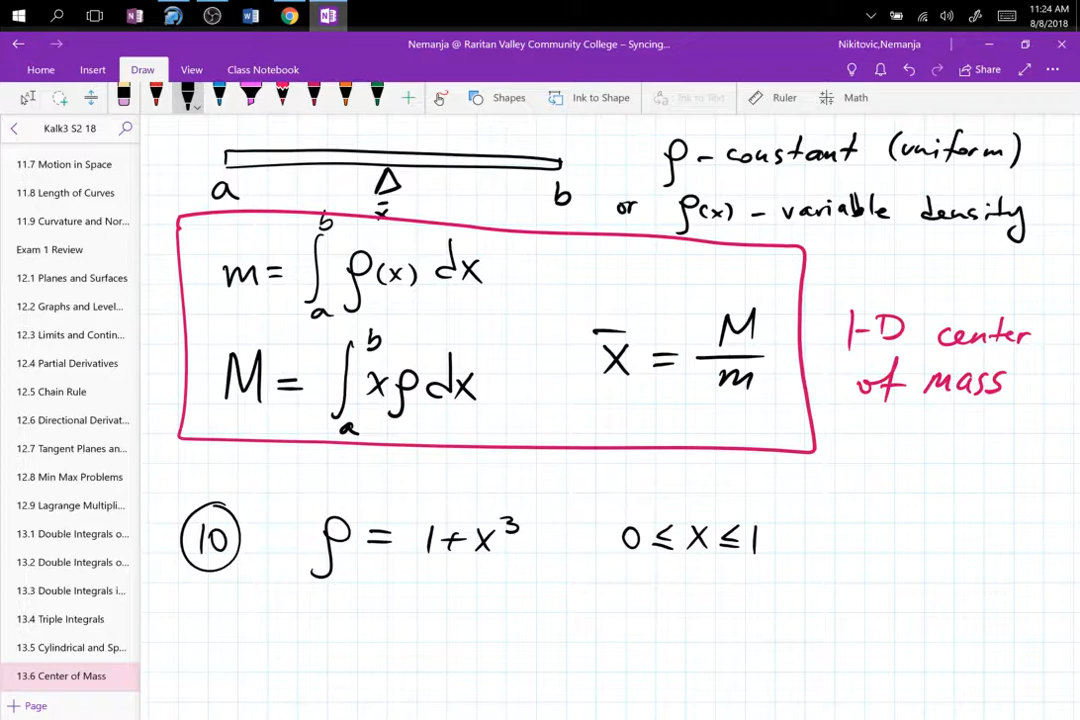 11:24 AM
8/8/2018
Nemanja @ Raritan Valley Community College – Syncing...
Nikitovic,Nemanja
Home Insert Draw View Class Notebook Share
Shapes Ink to Shape Ink to Text Ruler Math
Kalk3 S2 18
11.7 Motion in Space
11.8 Length of Curves
11.9 Curvature and Nor...
Exam 1 Review
12.1 Planes and Surfaces
12.2 Graphs and Level...
12.3 Limits and Contin...
12.4 Partial Derivatives
12.5 Chain Rule
12.6 Directional Derivat...
12.7 Tangent Planes an...
12.8 Min Max Problems
12.9 Lagrange Multipli...
13.1 Double Integrals o...
13.2 Double Integrals o...
13.3 Double Integrals i...
13.4 Triple Integrals
13.5 Cylindrical and Sp...
13.6 Center of Mass
+ Page
a x̄ b
ρ - constant (uniform)
or ρ(x) - variable density
m = ∫_a^b ρ(x) dx
M = ∫_a^b xρdx
x̄ = M/m
1-D center
of mass
10 ρ = 1+x³ 0 ≤ x ≤ 1